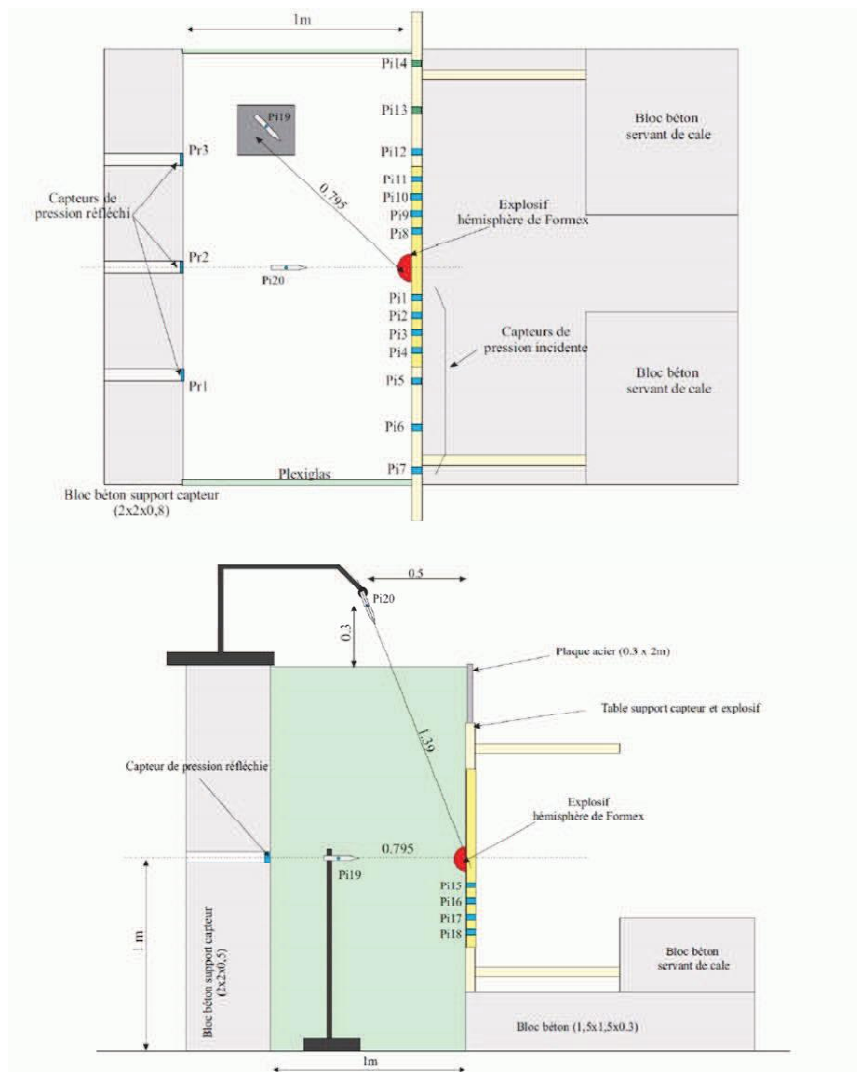 1m
Pi14
Pi13
Bloc béton
servant de cale
Pi19
Pi12
Pr3
Pi11
Capteurs de
pression réfléchi
Pi10
0.795
Explosif
hémisphère de Formex
Pi9
Pi8
Pr2
Pi20
Pi1
Pi2
Pi3
Capteurs de
pression incidente
Pi4
Bloc béton
servant de cale
Pr1
Pi5
Pi6
Plexiglas
Pi7
Bloc béton support capteur
(2x2x0,8)
0.5
Pi20
0.3
Plaque acier (0.3 x 2m)
Table support capteur et explosif
1.39
Capteur de pression réfléchie
Explosif
hémisphère de Formex
0.795
Pi19
Pi15
Pi16
Pi17
Pi18
1 m
Bloc béton support capteur
(2x2x0,5)
Bloc béton
servant de cale
Bloc béton (1,5x1,5x0.3)
1m